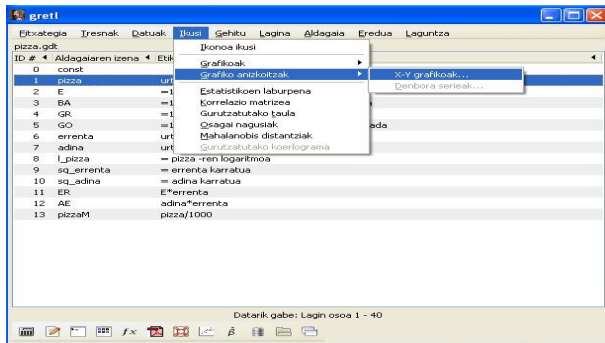 gretl
Fitxategia Tresnak Datuak Ikusi Gehitu Lagina Aldagaia Eredua Laguntza
pizza.gdt
ID # Aldagaiaren izena
Ikonoa ikusi
Grafikoak
Grafiko anizkoitzak
X-Y grafikoak...
Denbora serieak...
Estatistikoen laburpena
Korrelazio matrizea
Gurutzatutako taula
Osagai nagusiak
Mahalanobis distantziak
Gurutzatutako korrlograma
0 const
1 pizza urt
2 E =1
3 BA =1
4 GR =1
5 GO =1
6 errenta urt
7 adina urt
8 l_pizza = pizza -ren logaritmoa
9 sq_errenta = errenta karratua
10 sq_adina = adina karratua
11 ER E*errenta
12 AE adina*errenta
13 pizzaM pizza/1000
Datarik gabe: Lagin osoa 1 - 40